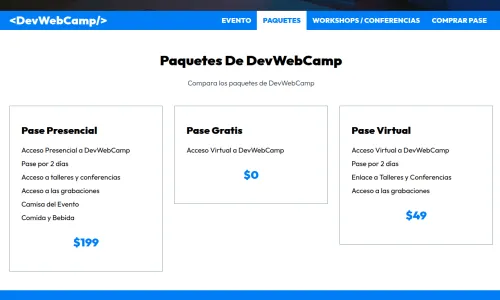 <DevWebCamp/>
EVENTO
PAQUETES
WORKSHOPS / CONFERENCIAS
COMPRAR PASE
Paquetes De DevWebCamp
Compara los paquetes de DevWebCamp
Pase Presencial
Acceso Presencial a DevWebCamp
Pase por 2 días
Acceso a talleres y conferencias
Acceso a las grabaciones
Camisa del Evento
Comida y Bebida
$199
Pase Gratis
Acceso Virtual a DevWebCamp
$0
Pase Virtual
Acceso Virtual a DevWebCamp
Pase por 2 días
Enlace a Talleres y Conferencias
Acceso a las grabaciones
$49